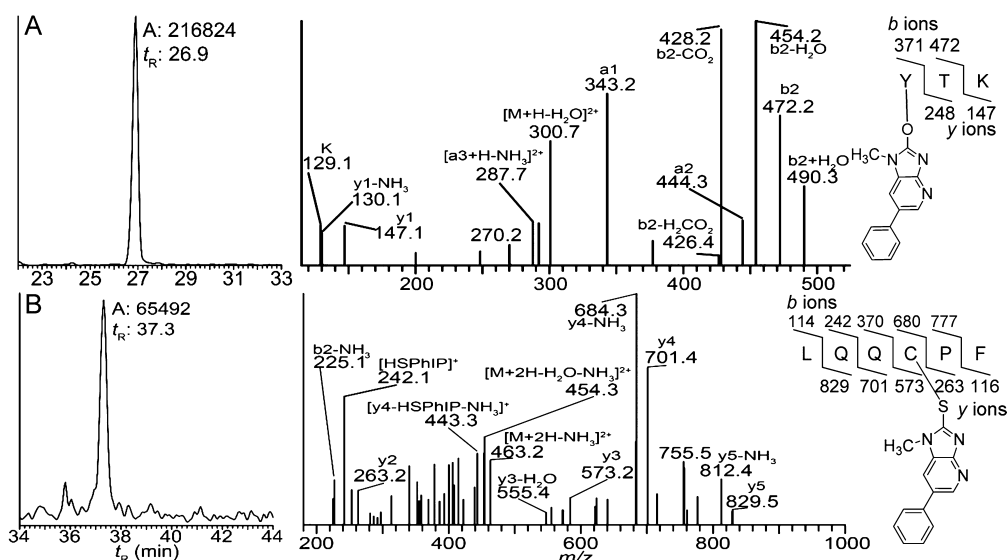 A
A: 216824
tR: 26.9
23 25 27 29 31 33
K
129.1
y1-NH3
130.1
y1
147.1
[a3+H-NH3]2+
287.7
[M+H-H2O]2+
300.7
270.2
a1
343.2
428.2
b2-CO2
454.2
b2-H2O
b2
472.2
a2
444.3
b2+H2O
490.3
b2-H2CO2
426.4
200 300 400 500
b ions
371 472
Y T K
248 147
y ions
O
H3C
N
N
N
B
A: 65492
tR: 37.3
34 36 38 40 42 44
tR (min)
b2-NH3
225.1
[HSPhIP]+
242.1
[y4-HSPhIP-NH3]+
443.3
y2
263.2
684.3
y4-NH3
y4
701.4
[M+2H-H2O-NH3]2+
454.3
[M+2H-NH3]2+
463.2
y3-H2O
555.4
y3
573.2
755.5
y5-NH3
812.4
y5
829.5
200 400 600 800 1000
m/z
b ions
114 242 370 680 777
L Q Q C P F
829 701 573 263 116
y ions
S
H3C
N
N
N